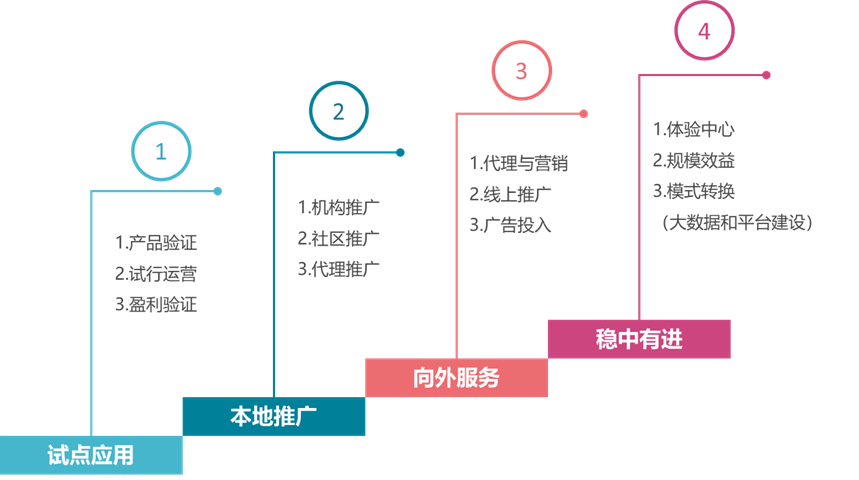 1
1.产品验证
2.试行运营
3.盈利验证
试点应用
2
1.机构推广
2.社区推广
3.代理推广
本地推广
3
1.代理与营销
2.线上推广
3.广告投入
向外服务
4
1.体验中心
2.规模效益
3.模式转换
（大数据和平台建设）
稳中有进